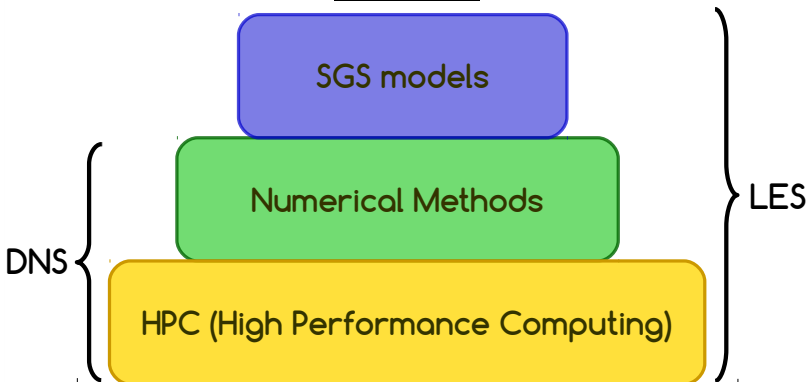 SGS models
Numerical Methods
LES
DNS
HPC (High Performance Computing)